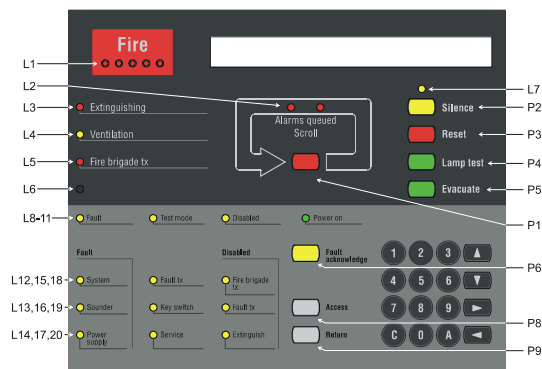 Fire
L1
L2
L7
L3
Extinguishing
Alarms queued
Scroll
Silence
P2
L4
Ventilation
Reset
P3
L5
Fire brigade tx
Lamp test
P4
L6
Evacuate
P5
L8-11
Fault
Test mode
Disabled
Power on
P1
Fault
Disabled
Fault
acknowledge
1
2
3
▲
P6
L12,15,18
System
Fault tx
Fire brigade
tx
4
5
6
▼
L13,16,19
Sounder
Key switch
Fault tx
Access
7
8
9
►
P8
L14,17,20
Power
supply
Service
Extinguish
Return
C
0
A
◄
P9